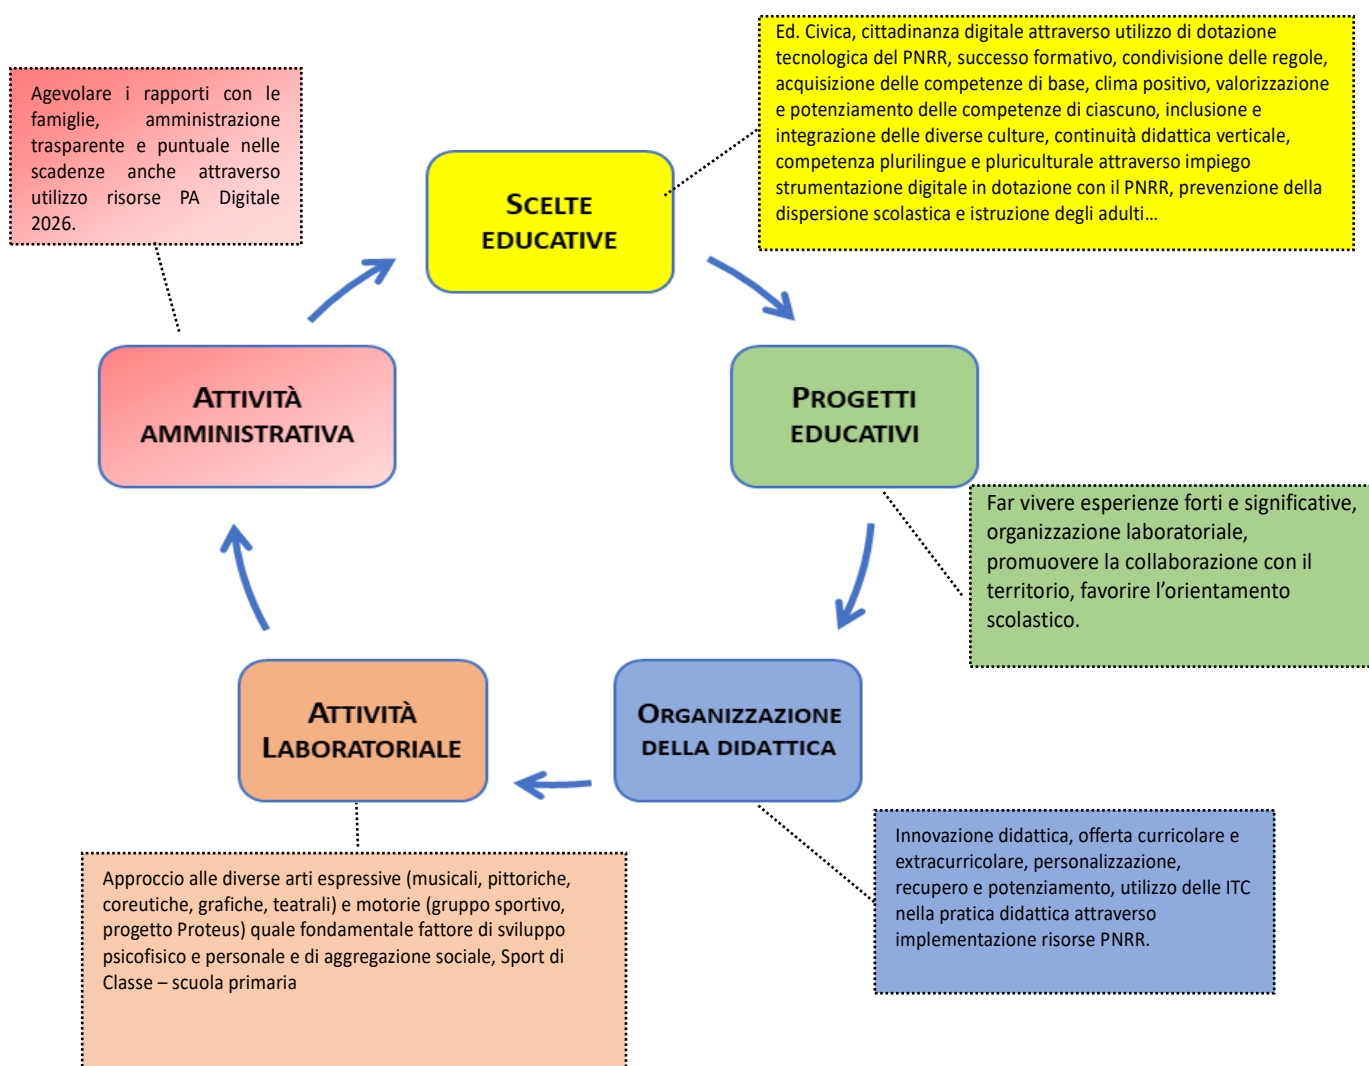 Ed. Civica, cittadinanza digitale attraverso utilizzo di dotazione
tecnologica del PNRR, successo formativo, condivisione delle regole,
acquisizione delle competenze di base, clima positivo, valorizzazione
e potenziamento delle competenze di ciascuno, inclusione e
integrazione delle diverse culture, continuità didattica verticale,
competenza plurilingue e pluriculturale attraverso impiego
strumentazione digitale in dotazione con il PNRR, prevenzione della
dispersione scolastica e istruzione degli adulti…
Agevolare i rapporti con le
famiglie, amministrazione
trasparente e puntuale nelle
scadenze anche attraverso
utilizzo risorse PA Digitale
2026.
SCELTE
EDUCATIVE
ATTIVITÀ
AMMINISTRATIVA
PROGETTI
EDUCATIVI
Far vivere esperienze forti e significative,
organizzazione laboratoriale,
promuovere la collaborazione con il
territorio, favorire l’orientamento
scolastico.
ATTIVITÀ
LABORATORIALE
ORGANIZZAZIONE
DELLA DIDATTICA
Innovazione didattica, offerta curricolare e
extracurricolare, personalizzazione,
recupero e potenziamento, utilizzo delle ITC
nella pratica didattica attraverso
implementazione risorse PNRR.
Approccio alle diverse arti espressive (musicali, pittoriche,
coreutiche, grafiche, teatrali) e motorie (gruppo sportivo,
progetto Proteus) quale fondamentale fattore di sviluppo
psicofisico e personale e di aggregazione sociale, Sport di
Classe – scuola primaria